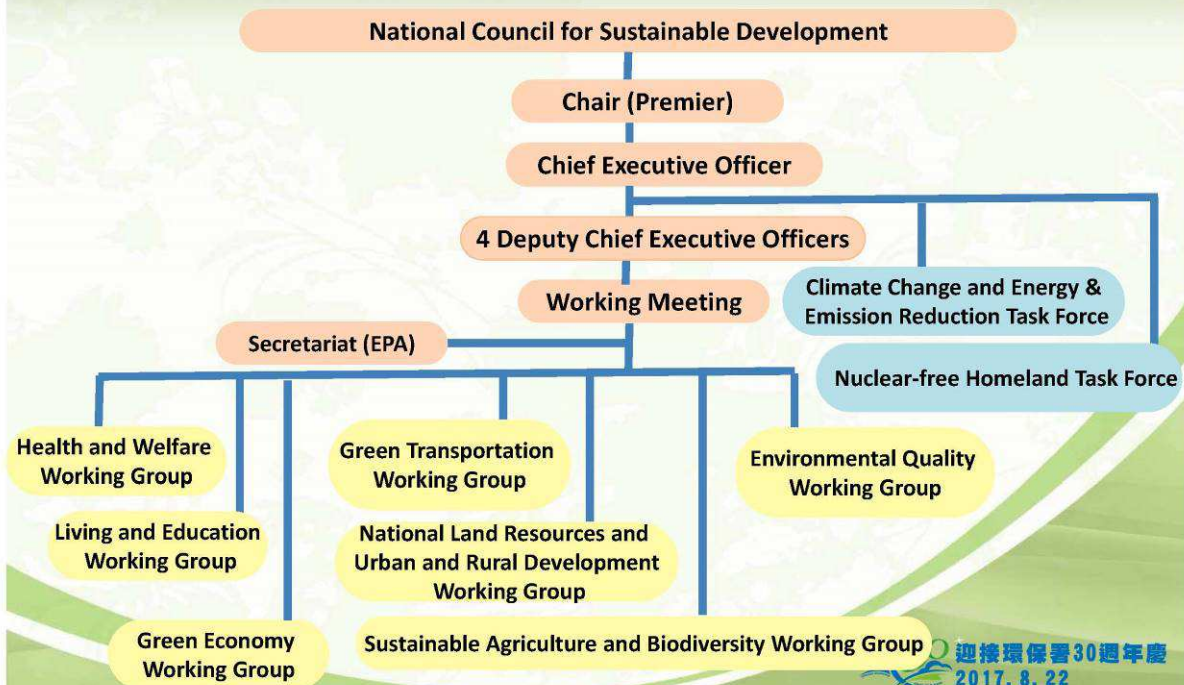 National Council for Sustainable Development
Chair (Premier)
Chief Executive Officer
4 Deputy Chief Executive Officers
Working Meeting
Climate Change and Energy &
Emission Reduction Task Force
Secretariat (EPA)
Nuclear-free Homeland Task Force
Health and Welfare
Working Group
Green Transportation
Working Group
Environmental Quality
Working Group
Living and Education
Working Group
National Land Resources and
Urban and Rural Development
Working Group
Green Economy
Working Group
Sustainable Agriculture and Biodiversity Working Group
迎接環保署30週年慶
2017.8.22